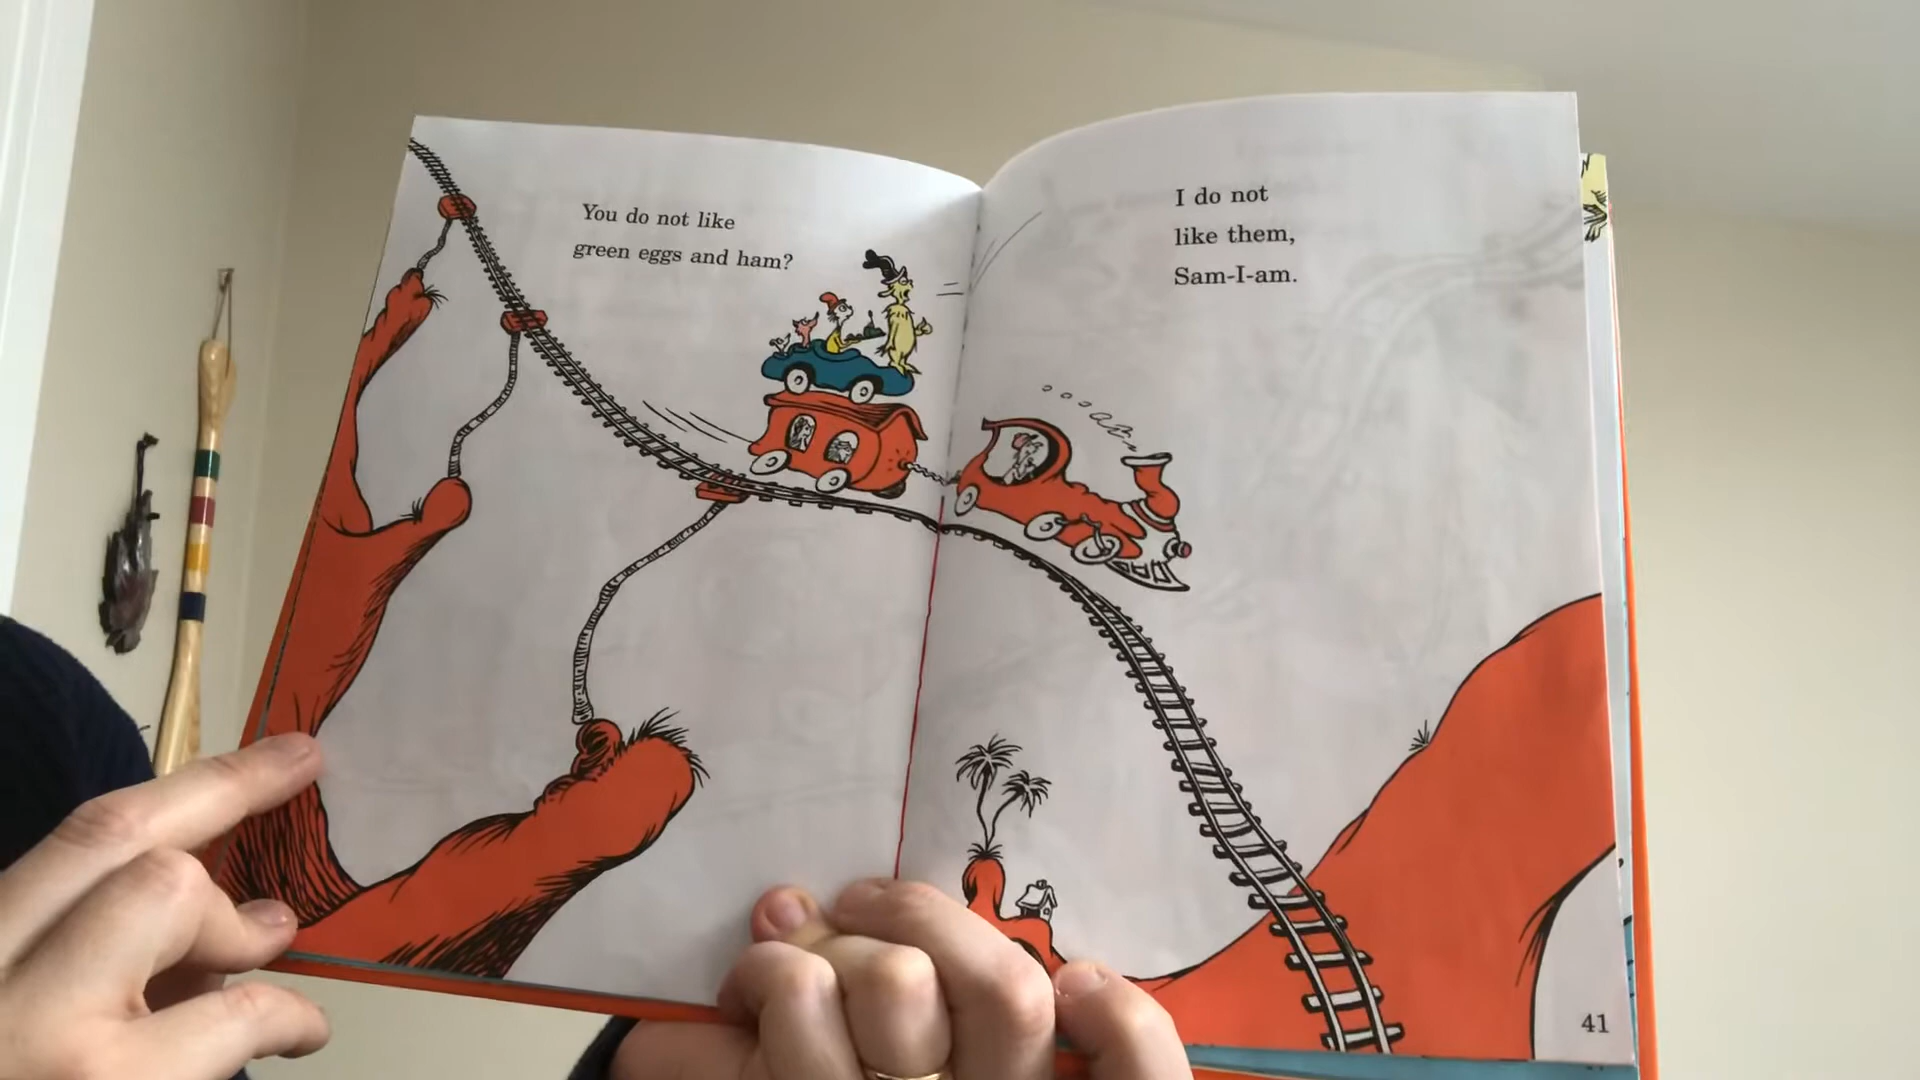 You do not like
green eggs and ham?
I do not
like them,
Sam-I-am.
41